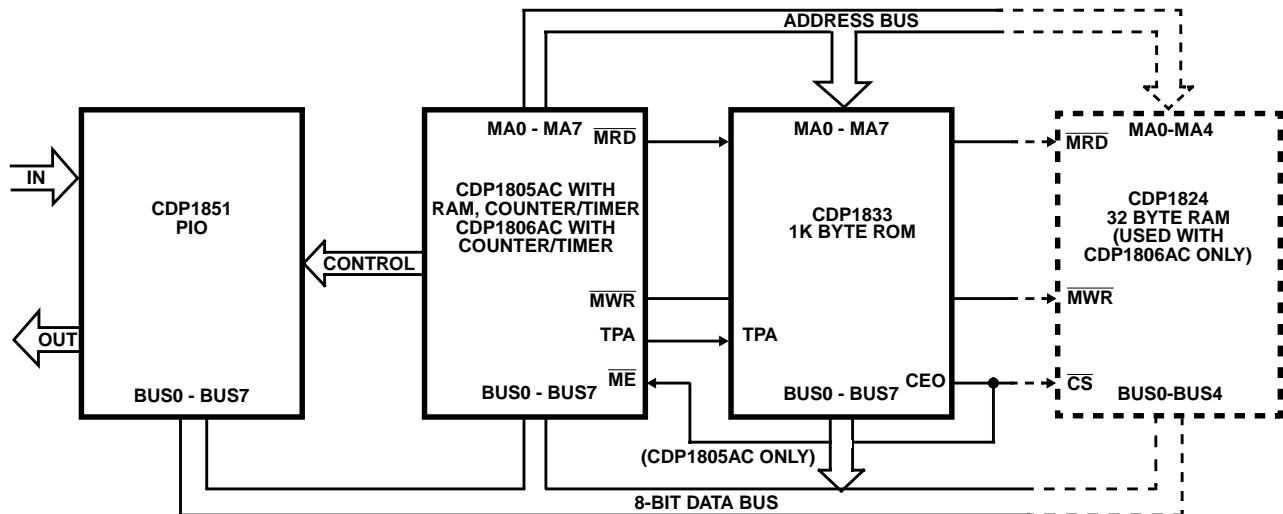 ADDRESS BUS
IN
OUT
CDP1851
PIO
BUS0 - BUS7
CONTROL
MA0 - MA7
MRD
CDP1805AC WITH
RAM, COUNTER/TIMER
CDP1806AC WITH
COUNTER/TIMER
MWR
TPA
ME
BUS0 - BUS7
MA0 - MA7
CDP1833
1K BYTE ROM
TPA
CEO
BUS0 - BUS7
(CDP1805AC ONLY)
MA0-MA4
MRD
CDP1824
32 BYTE RAM
(USED WITH
CDP1806AC ONLY)
MWR
CS
BUS0-BUS4
8-BIT DATA BUS